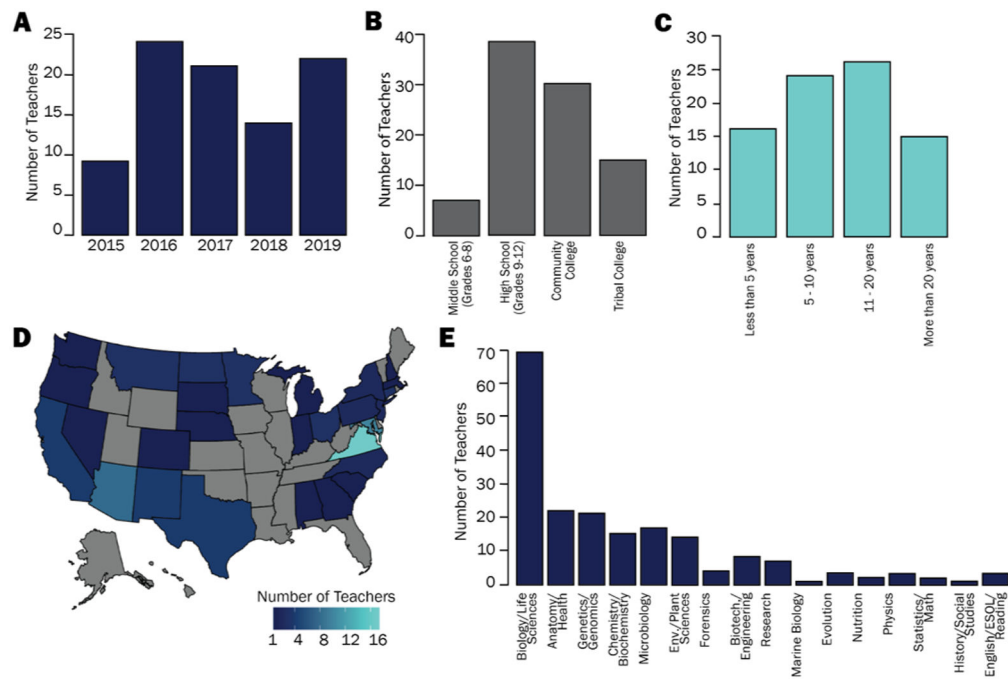 A
Number of Teachers
25
20
15
10
5
0
2015 2016 2017 2018 2019
B
Number of Teachers
40
30
20
10
0
Middle School
(Grades 6-8)
High School
(Grades 9-12)
Community
College
Tribal College
C
Number of Teachers
30
25
20
15
10
5
0
Less than 5 years
5 - 10 years
11 - 20 years
More than 20 years
D
Number of Teachers
1 4 8 12 16
E
Number of Teachers
70
60
50
40
30
20
10
0
Biology/Life
Sciences
Anatomy/
Health
Genetics/
Genomics
Chemistry/
Biochemistry
Microbiology
Env./Plant
Sciences
Forensics
Biotech./
Engineering
Research
Marine Biology
Evolution
Nutrition
Physics
Statistics/
Math
History/Social
Studies
English/ESOL/
Reading